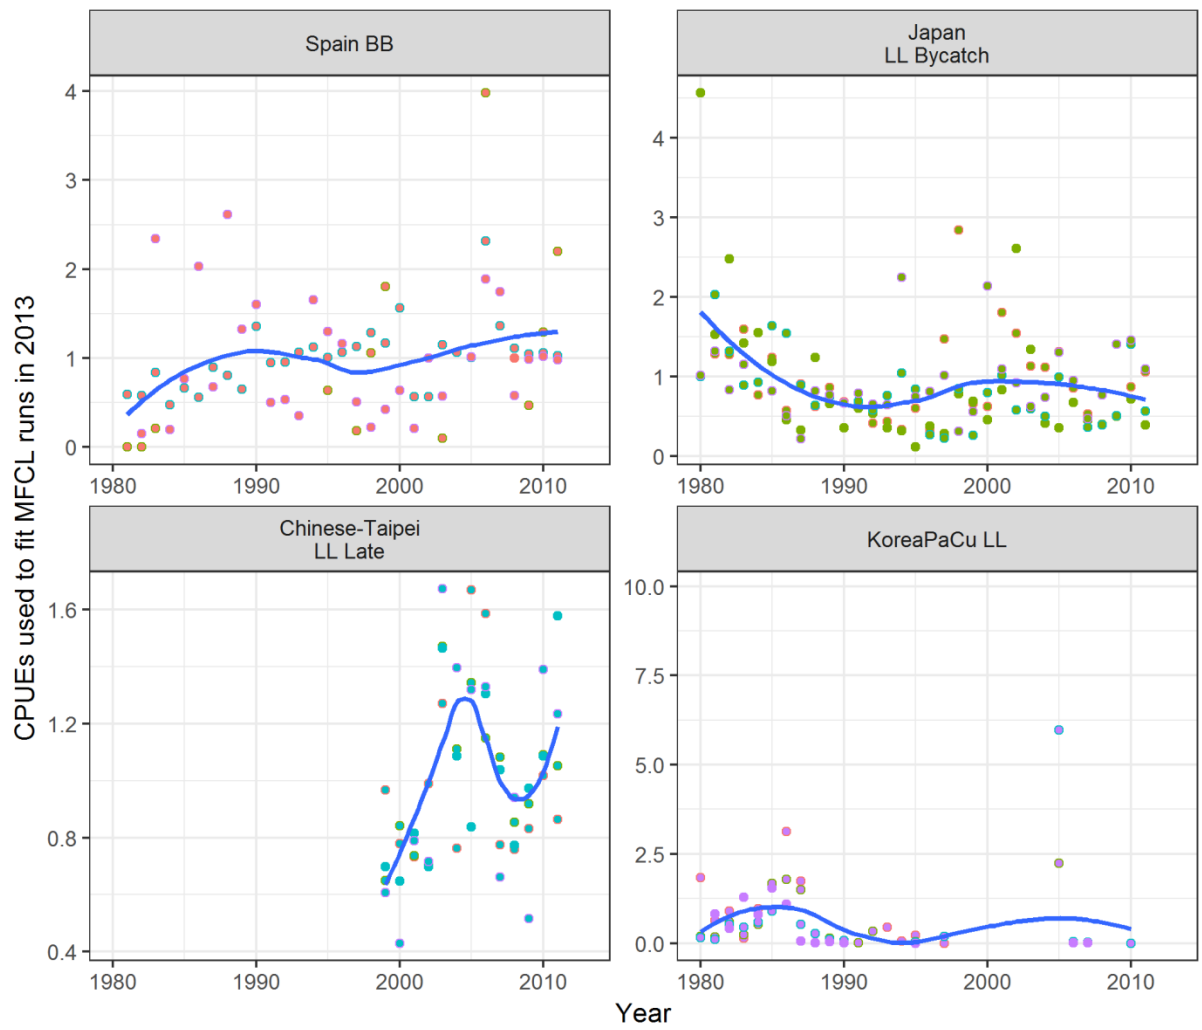 CPUEs used to fit MFCL runs in 2013
Spain BB
4
3
2
1
0
1980 1990 2000 2010
Japan
LL Bycatch
4
3
2
1
0
1980 1990 2000 2010
Chinese-Taipei
LL Late
1.6
1.2
0.8
0.4
1980 1990 2000 2010
KoreaPaCu LL
10.0
7.5
5.0
2.5
0.0
1980 1990 2000 2010
Year